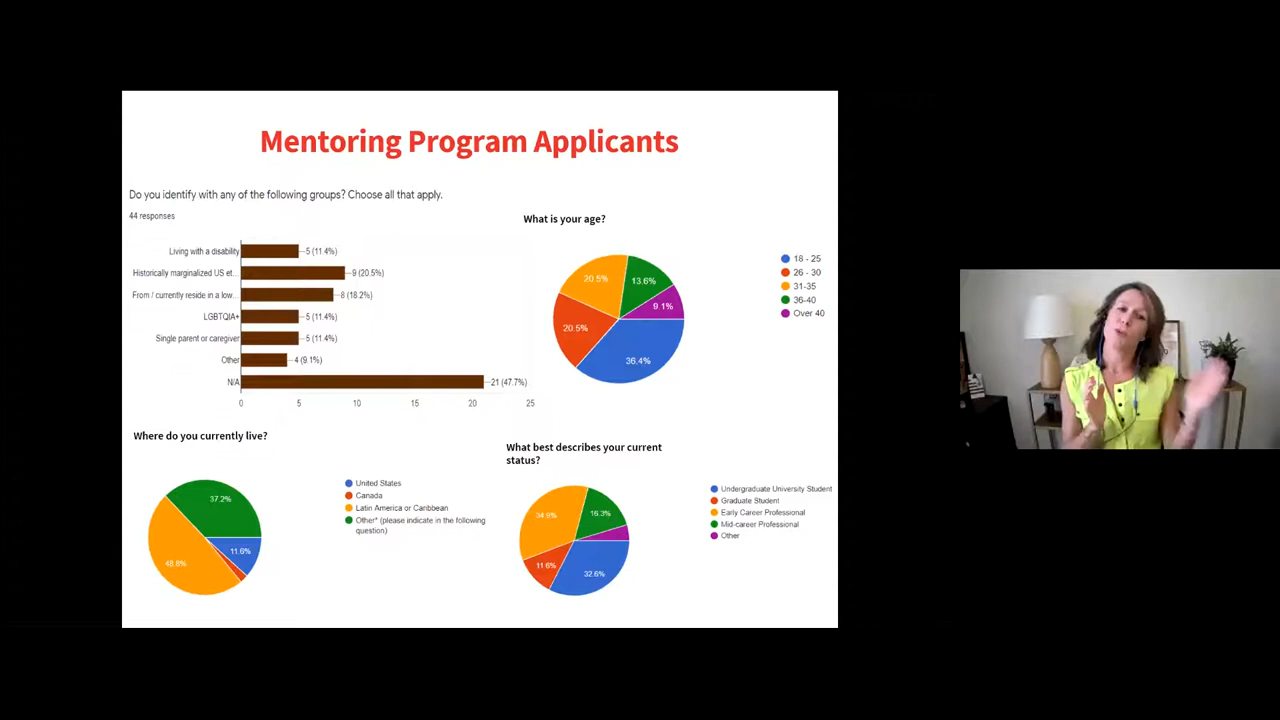 Mentoring Program Applicants
Do you identify with any of the following groups? Choose all that apply.
44 responses
Living with a disability 5 (11.4%)
Historically marginalized US et... 9 (20.5%)
From / currently reside in a low... 8 (18.2%)
LGBTQIA+ 5 (11.4%)
Single parent or caregiver 5 (11.4%)
Other 4 (9.1%)
N/A 21 (47.7%)
0 5 10 15 20 25
What is your age?
20.5%
13.6%
9.1%
20.5%
36.4%
18 - 25
26 - 30
31-35
36-40
Over 40
Where do you currently live?
37.2%
11.6%
48.8%
United States
Canada
Latin America or Caribbean
Other* (please indicate in the following
question)
What best describes your current
status?
34.9%
16.3%
11.6%
32.6%
Undergraduate University Student
Graduate Student
Early Career Professional
Mid-career Professional
Other